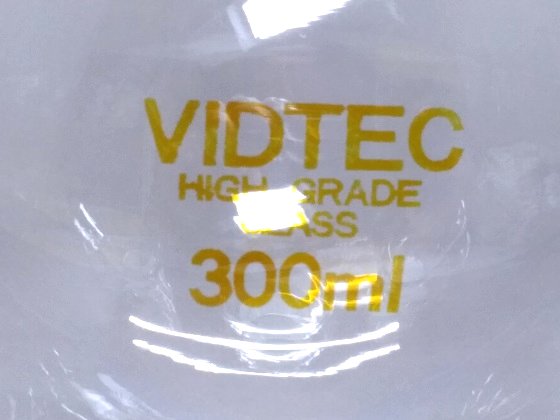 VIDTEC
HIGH GRADE
GLASS
300ml